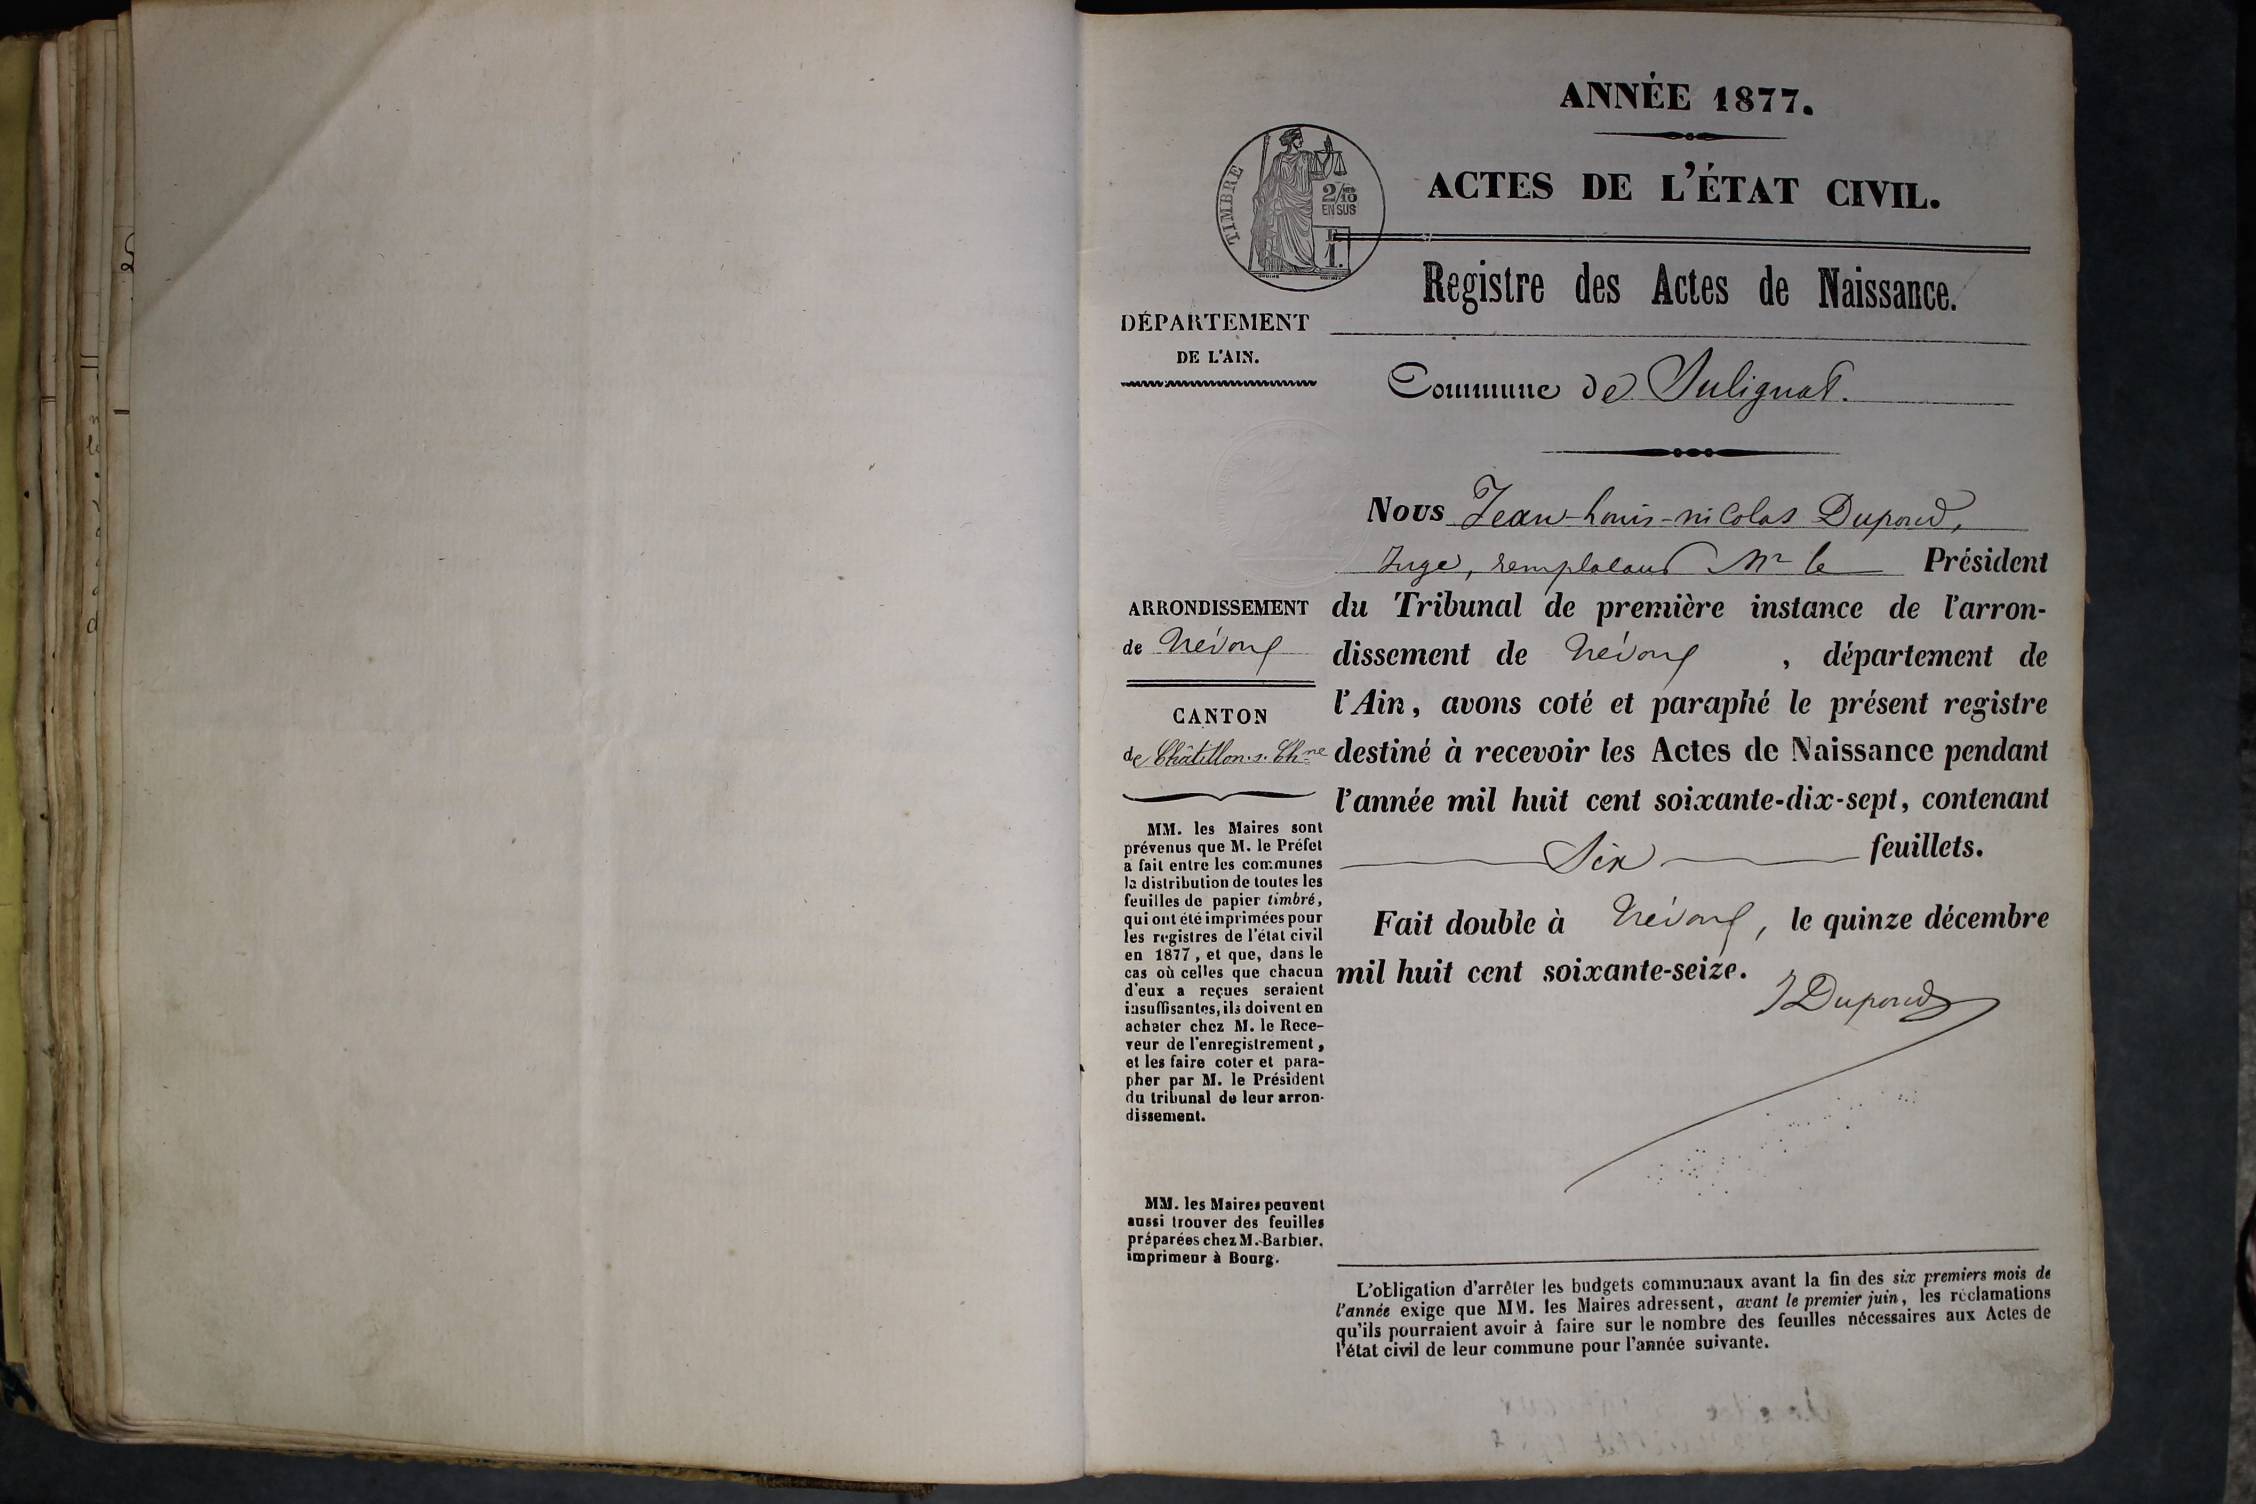 ANNÉE 1877.
ACTES DE L'ÉTAT CIVIL.
TIMBRE
2/10
EN SUS
Registre des Actes de Naissance.
DÉPARTEMENT
DE L'AIN.
Commune de Sulignat.
Nous Jean-Louis-nicolas Dupond,
Juge, remplaçant Mr le Président
du Tribunal de première instance de l'arron-
dissement de Trévoux, département de
l'Ain, avons coté et paraphé le présent registre
destiné à recevoir les Actes de Naissance pendant
l'année mil huit cent soixante-dix-sept, contenant
Six feuillets.
Fait double à Trévoux, le quinze décembre
mil huit cent soixante-seize.
JDupond
ARRONDISSEMENT
de Trévoux
CANTON
de Châtillon-s-Chne
MM. les Maires sont
prévenus que M. le Préfet
a fait entre les communes
la distribution de toutes les
feuilles de papier timbré,
qui ont été imprimées pour
les registres de l'état civil
en 1877, et que, dans le
cas où celles que chacun
d'eux a reçues seraient
insuffisantes, ils doivent en
acheter chez M. le Rece-
veur de l'enregistrement,
et les faire coter et para-
pher par M. le Président
du tribunal de leur arron-
dissement.
MM. les Maires peuvent
aussi trouver des feuilles
préparées chez M. Barbier,
imprimeur à Bourg.
L'obligation d'arrêter les budgets communaux avant la fin des six premiers mois de
l'année exige que MM. les Maires adressent, avant le premier juin, les réclamations
qu'ils pourraient avoir à faire sur le nombre des feuilles nécessaires aux Actes de
l'état civil de leur commune pour l'année suivante.